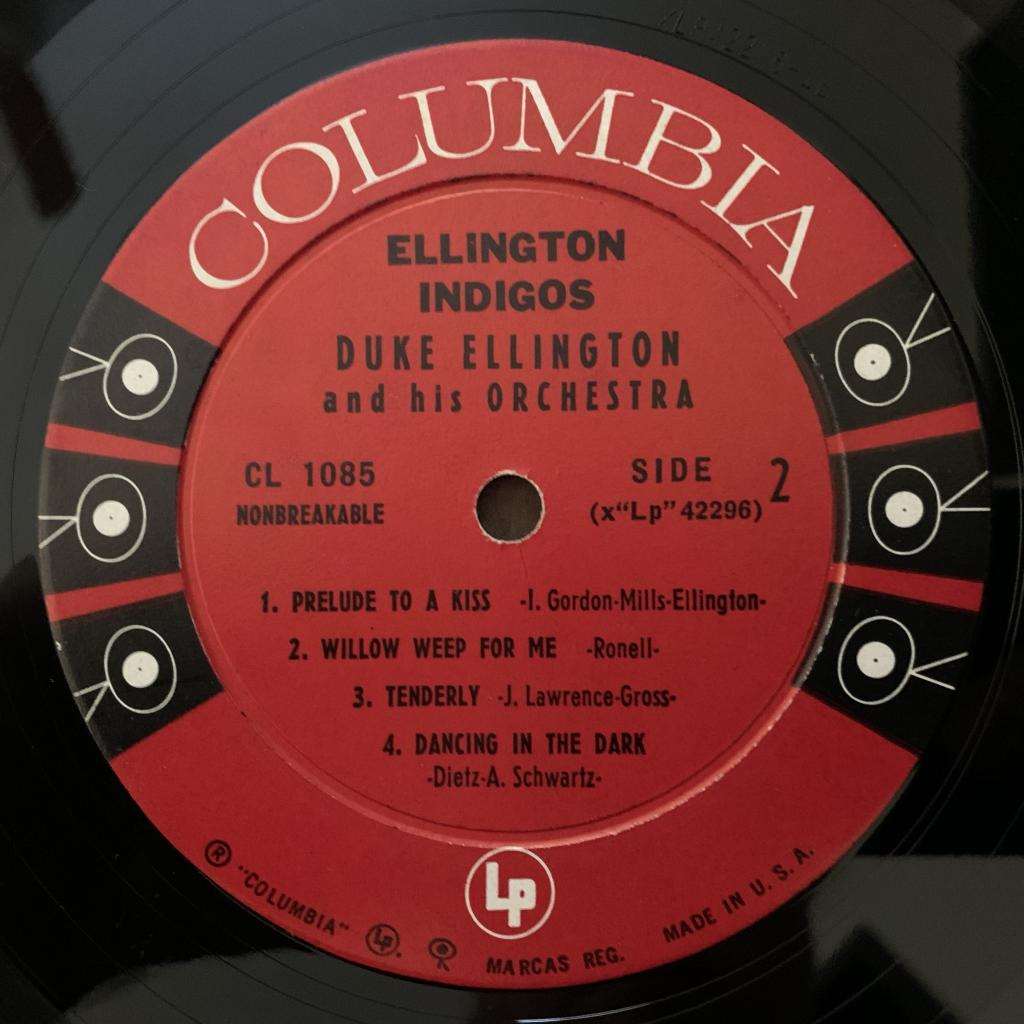 COLUMBIA
ELLINGTON
INDIGOS
DUKE ELLINGTON
and his ORCHESTRA
CL 1085
NONBREAKABLE
SIDE 2
(x“Lp” 42296)
1. PRELUDE TO A KISS -I. Gordon-Mills-Ellington-
2. WILLOW WEEP FOR ME -Ronell-
3. TENDERLY -J. Lawrence-Gross-
4. DANCING IN THE DARK
-Dietz-A. Schwartz-
Lp
® "COLUMBIA" Lp. MARCAS REG. MADE IN U. S. A.